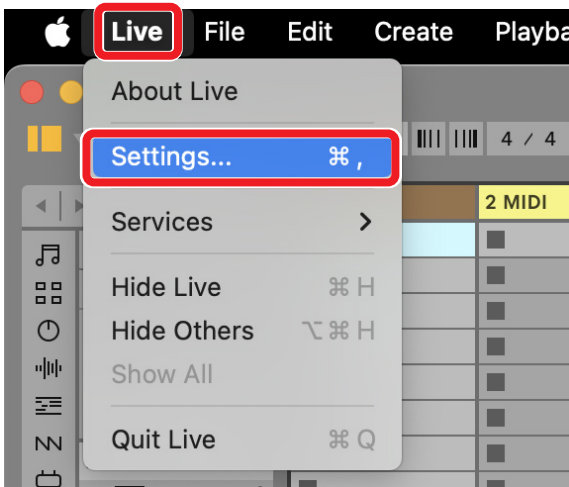 Live File Edit Create Playba
About Live
4 / 4
Settings... ⌘ ,
2 MIDI
Services
Hide Live ⌘ H
Hide Others ⌥ ⌘ H
Show All
Quit Live ⌘ Q